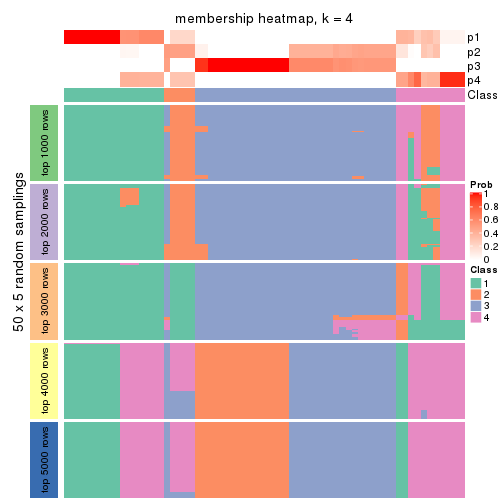 membership heatmap, k = 4
p1
p2
p3
p4
Class
50 x 5 random samplings
top 1000 rows
top 2000 rows
top 3000 rows
top 4000 rows
top 5000 rows
Prob
1
0.8
0.6
0.4
0.2
0
Class
1
2
3
4